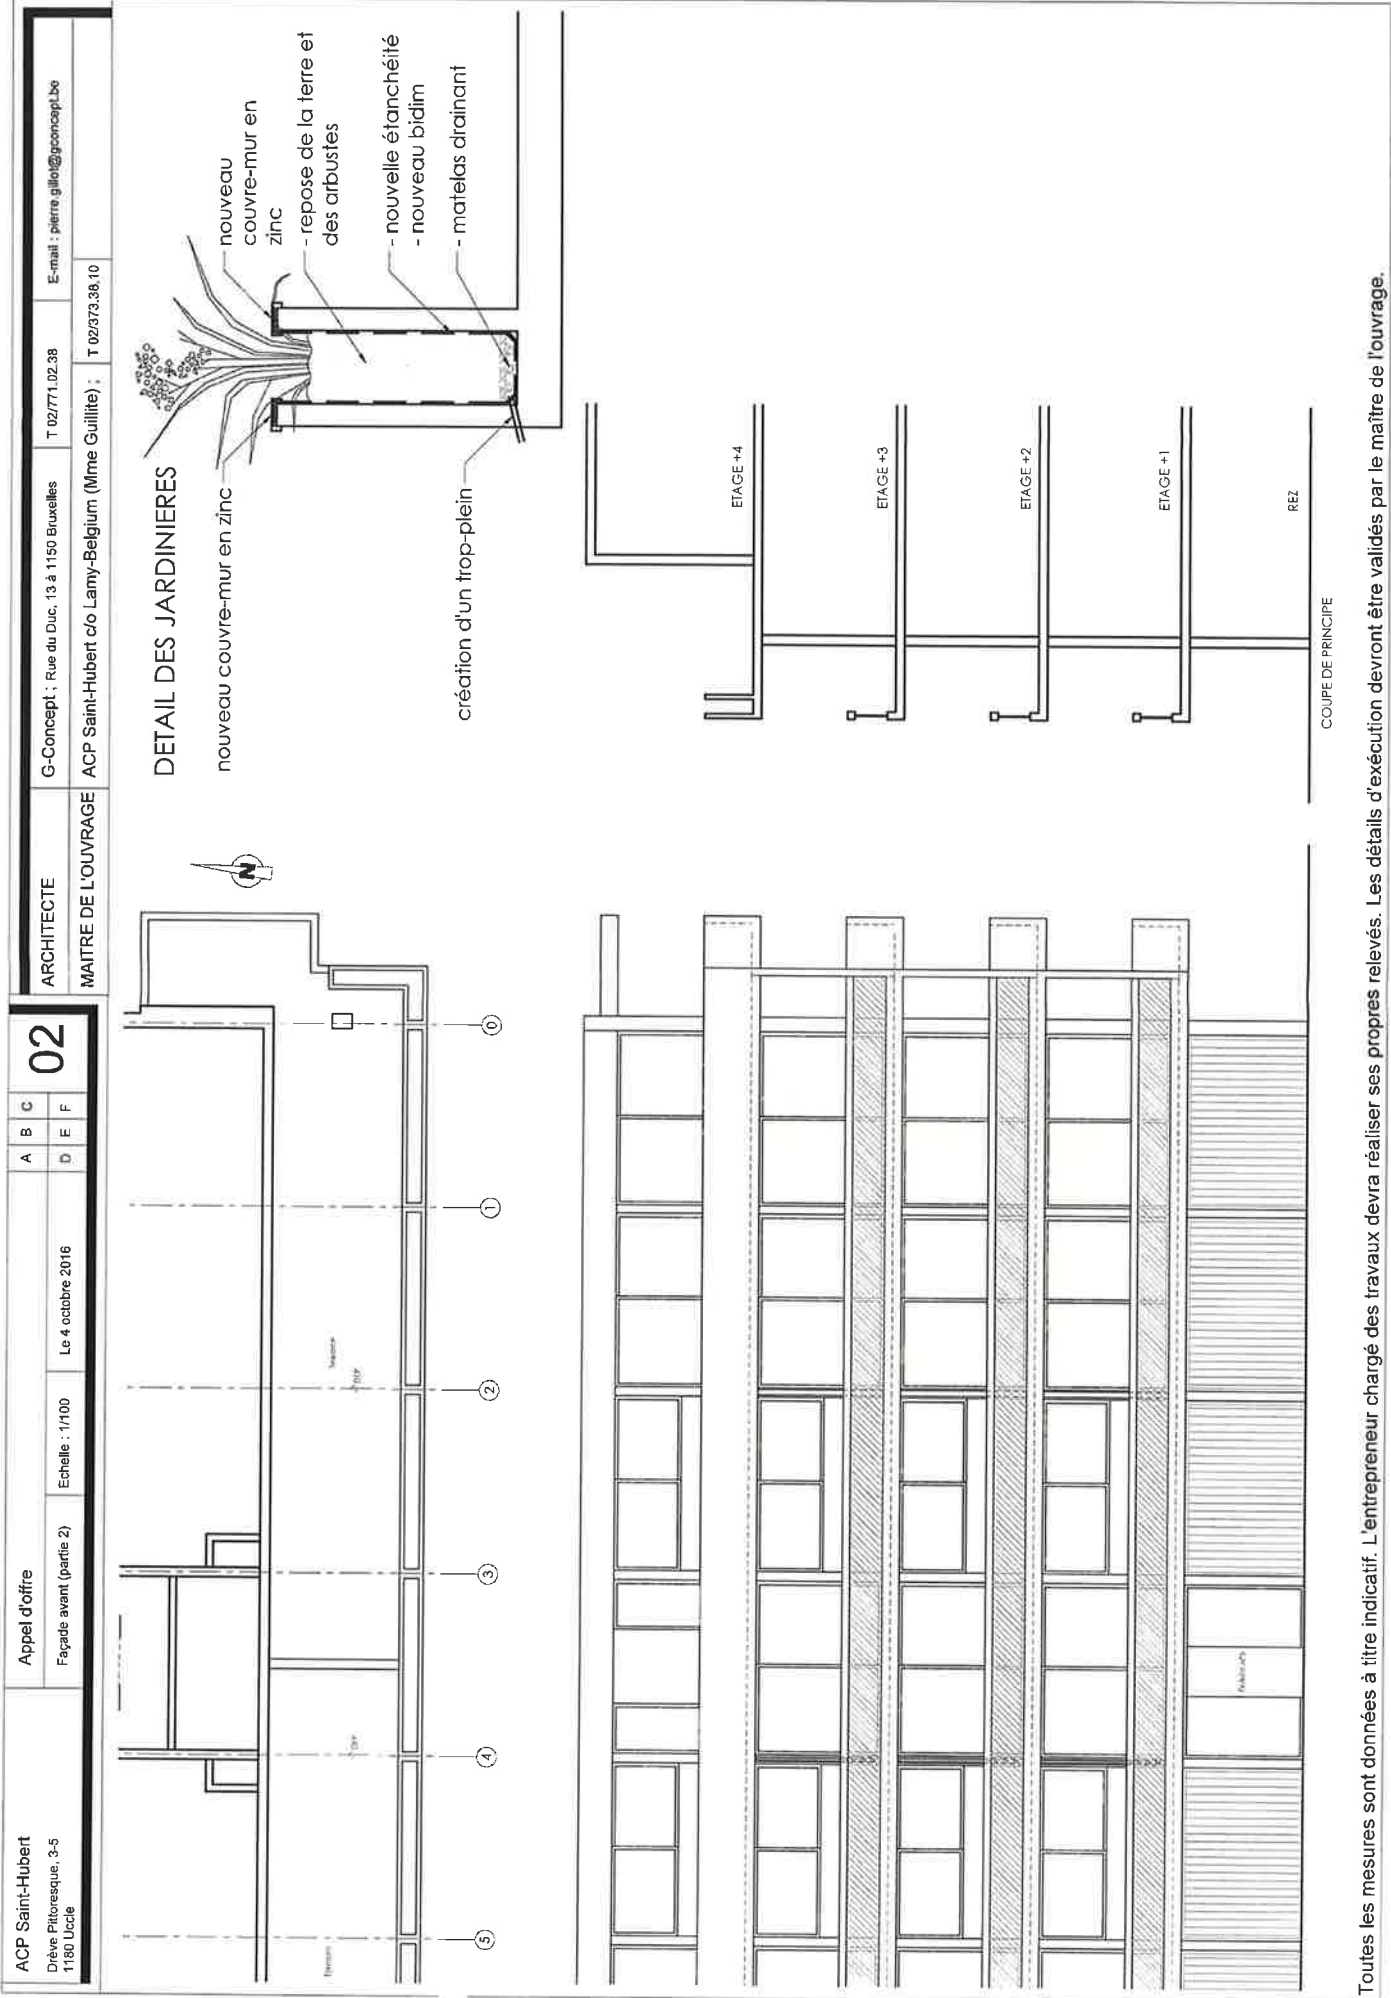 ACP Saint-Hubert
Drève Pittoresque, 3-5
1180 Uccle
Appel d'offre
Façade avant (partie 2)
Echelle : 1/100
Le 4 octobre 2016
A B C
D E F
02
ARCHITECTE
G-Concept ; Rue du Duc, 13 à 1150 Bruxelles
T 02/771.02.38
E-mail : pierre.gillot@gconcept.be
MAITRE DE L'OUVRAGE
ACP Saint-Hubert c/o Lamy-Belgium (Mme Guillite) ;
T 02/373.38.10
N
Terrasse
DEP
DEP
Terrasse
5
4
3
2
1
0
DETAIL DES JARDINIERES
nouveau couvre-mur en zinc
création d'un trop-plein
nouveau
couvre-mur en
zinc
- repose de la terre et
des arbustes
- nouvelle étanchéité
- nouveau bidim
- matelas drainant
ETAGE +4
ETAGE +3
ETAGE +2
ETAGE +1
REZ
COUPE DE PRINCIPE
Toutes les mesures sont données à titre indicatif. L'entrepreneur chargé des travaux devra réaliser ses propres relevés. Les détails d'exécution devront être validés par le maître de l'ouvrage.